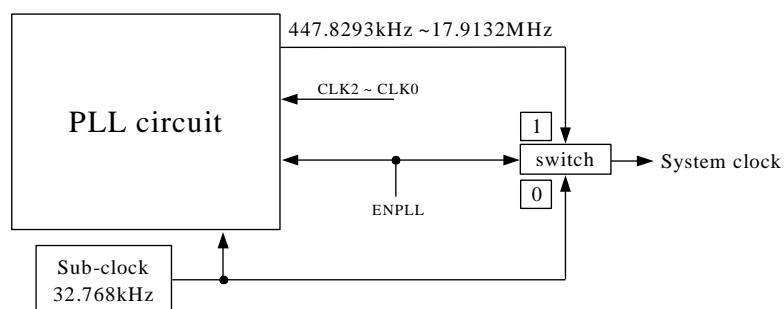 447.8293kHz ~17.9132MHz
CLK2 ~ CLK0
PLL circuit
1
switch
System clock
0
ENPLL
Sub-clock
32.768kHz